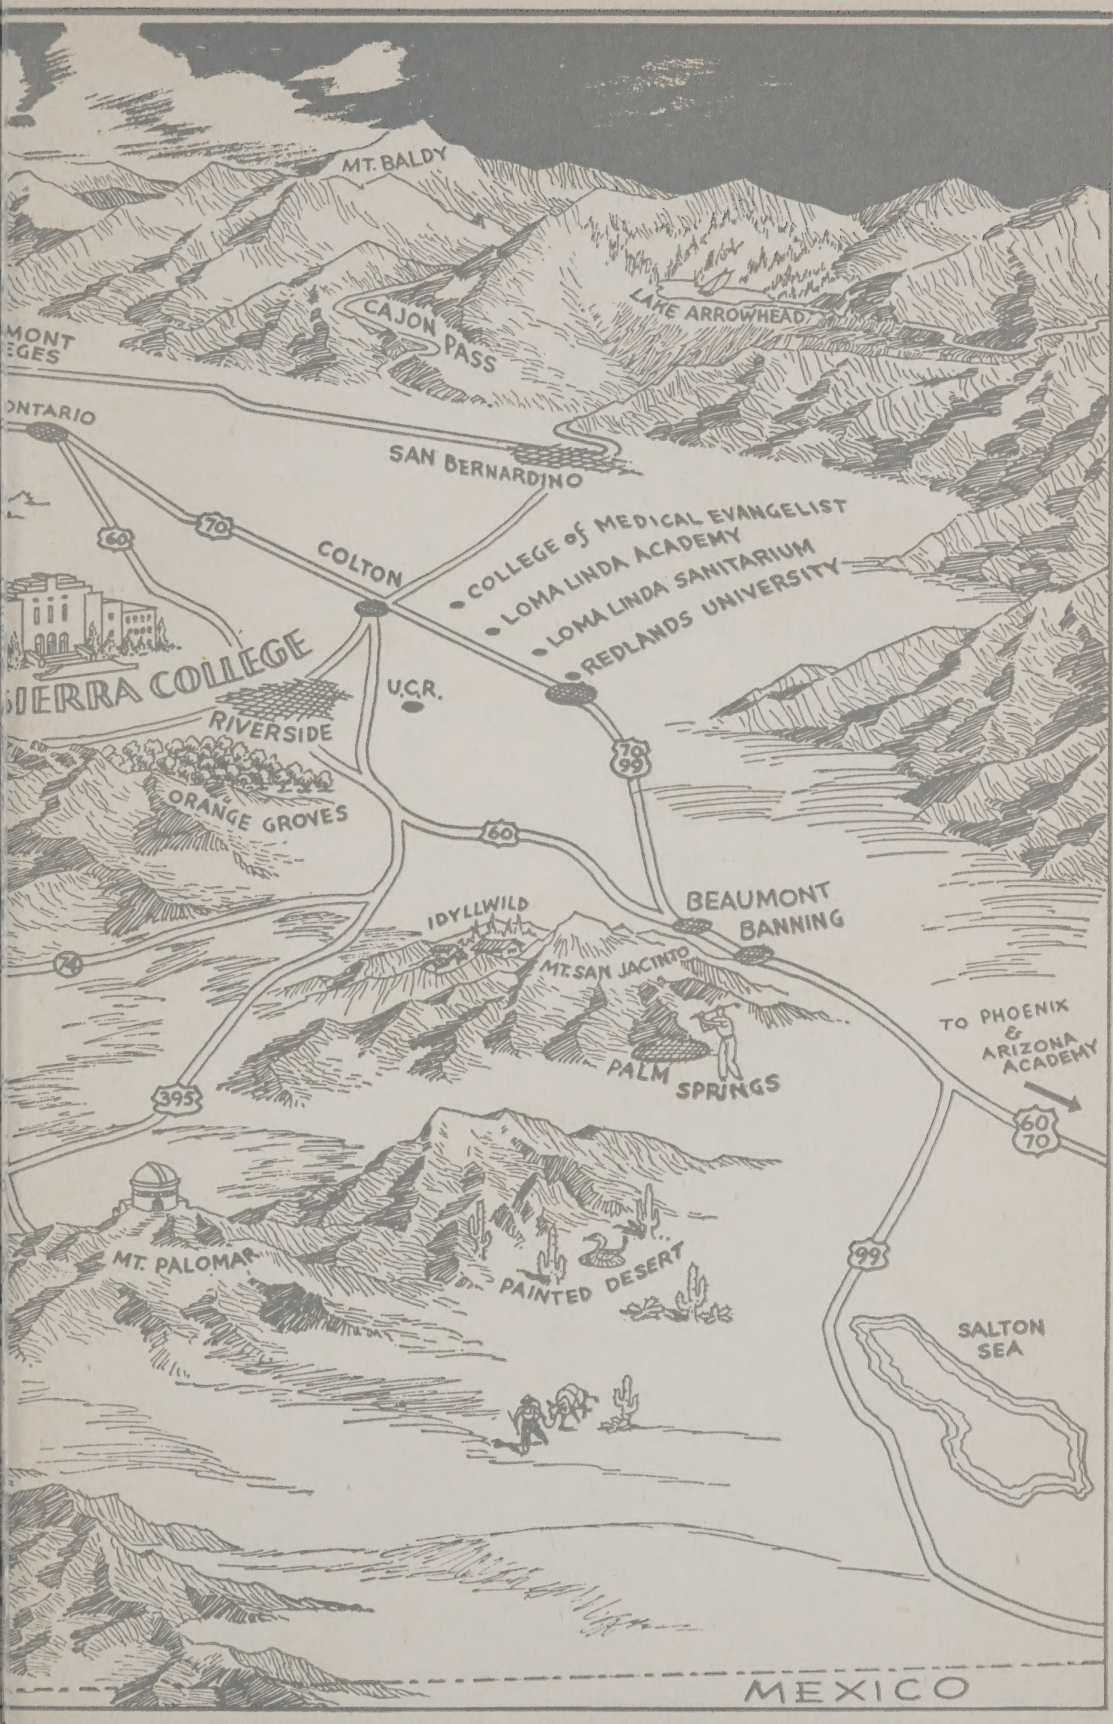 MT. BALDY
LAKE ARROWHEAD
CAJON
PASS
MONT
EGES
ONTARIO
SAN BERNARDINO
70
60
COLTON
• COLLEGE of MEDICAL EVANGELIST
• LOMA LINDA ACADEMY
• LOMA LINDA SANITARIUM
• REDLANDS UNIVERSITY
SIERRA COLLEGE
U.C.R.
RIVERSIDE
70
99
ORANGE GROVES
60
BEAUMONT
BANNING
IDYLLWILD
MT. SAN JACINTO
74
TO PHOENIX
&
ARIZONA
ACADEMY
PALM SPRINGS
395
60
70
MT. PALOMAR
PAINTED DESERT
99
SALTON
SEA
MEXICO